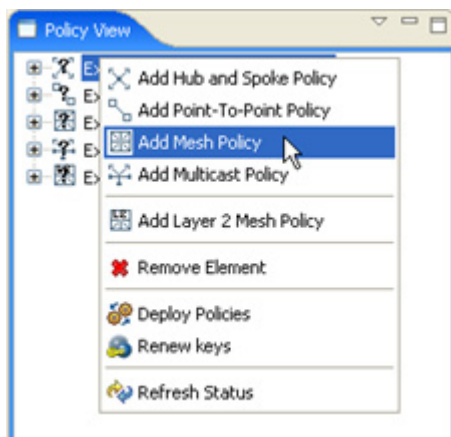 Policy View
Add Hub and Spoke Policy
Add Point-To-Point Policy
Add Mesh Policy
Add Multicast Policy
Add Layer 2 Mesh Policy
Remove Element
Deploy Policies
Renew keys
Refresh Status